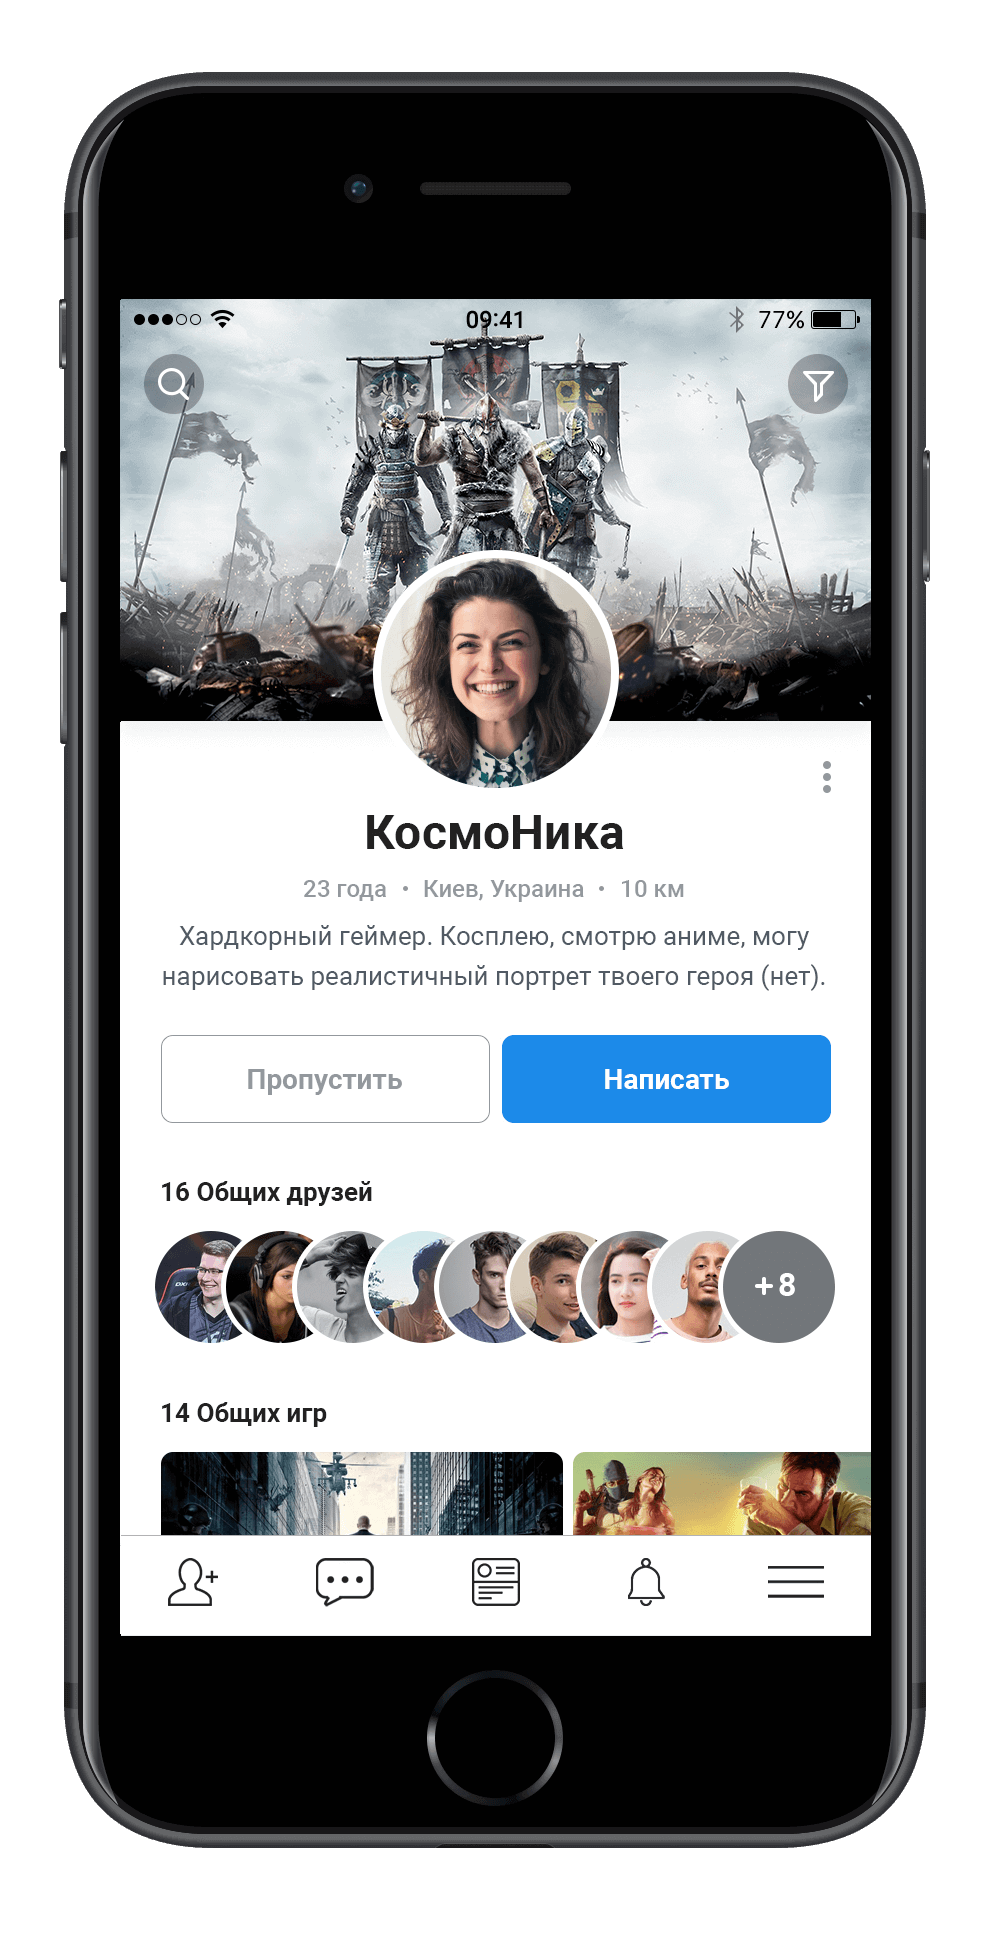 09:41
77%
КосмоНика
23 года • Киев, Украина • 10 км
Хардкорный геймер. Косплею, смотрю аниме, могу
нарисовать реалистичный портрет твоего героя (нет).
Пропустить
Написать
16 Общих друзей
+8
14 Общих игр